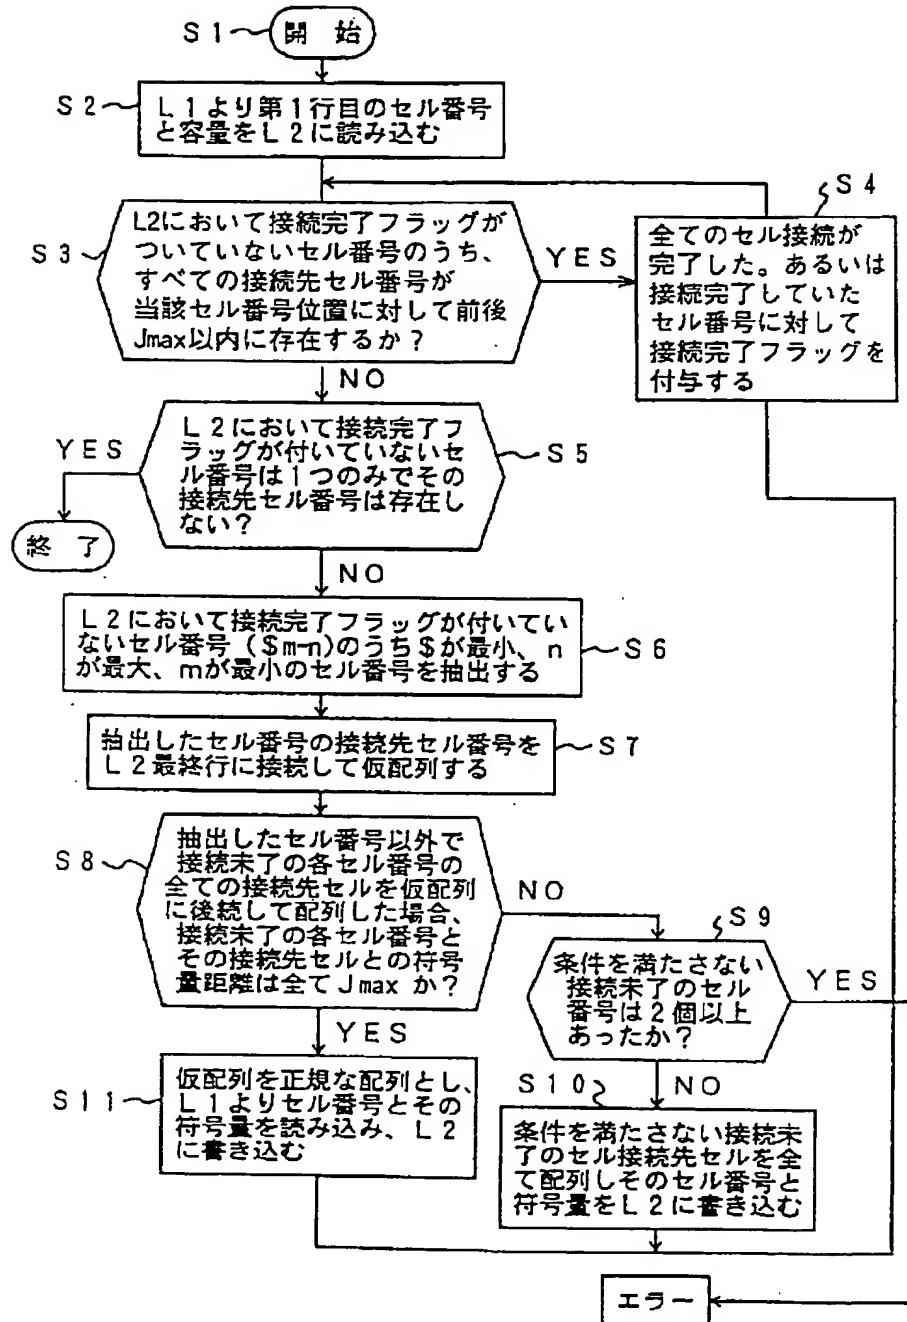 S1
開 始
S2
L1より第1行目のセル番号
と容量をL2に読み込む
S3
L2において接続完了フラッグが
ついていないセル番号のうち、
すべての接続先セル番号が
当該セル番号位置に対して前後
Jmax以内に存在するか？
YES
S4
全てのセル接続が
完了した。あるいは
接続完了していた
セル番号に対して
接続完了フラッグを
付与する
NO
YES
L2において接続完了フ
ラッグが付いていないセ
ル番号は1つのみでその
接続先セル番号は存在し
ない？
S5
終 了
NO
L2において接続完了フラッグが付いてい
ないセル番号（$m-n)のうち$が最小、n
が最大、mが最小のセル番号を抽出する
S6
抽出したセル番号の接続先セル番号を
L2最終行に接続して仮配列する
S7
S8
抽出したセル番号以外で
接続未了の各セル番号の
全ての接続先セルを仮配列
に後続して配列した場合、
接続未了の各セル番号と
その接続先セルとの符号
量距離は全てJmaxか？
NO
S9
条件を満たさない
接続未了のセル
番号は2個以上
あったか？
YES
YES
S11
仮配列を正規な配列とし、
L1よりセル番号とその
符号量を読み込み、L2
に書き込む
S10
NO
条件を満たさない接続未
了のセル接続先セルを全
て配列しそのセル番号と
符号量をL2に書き込む
エラー